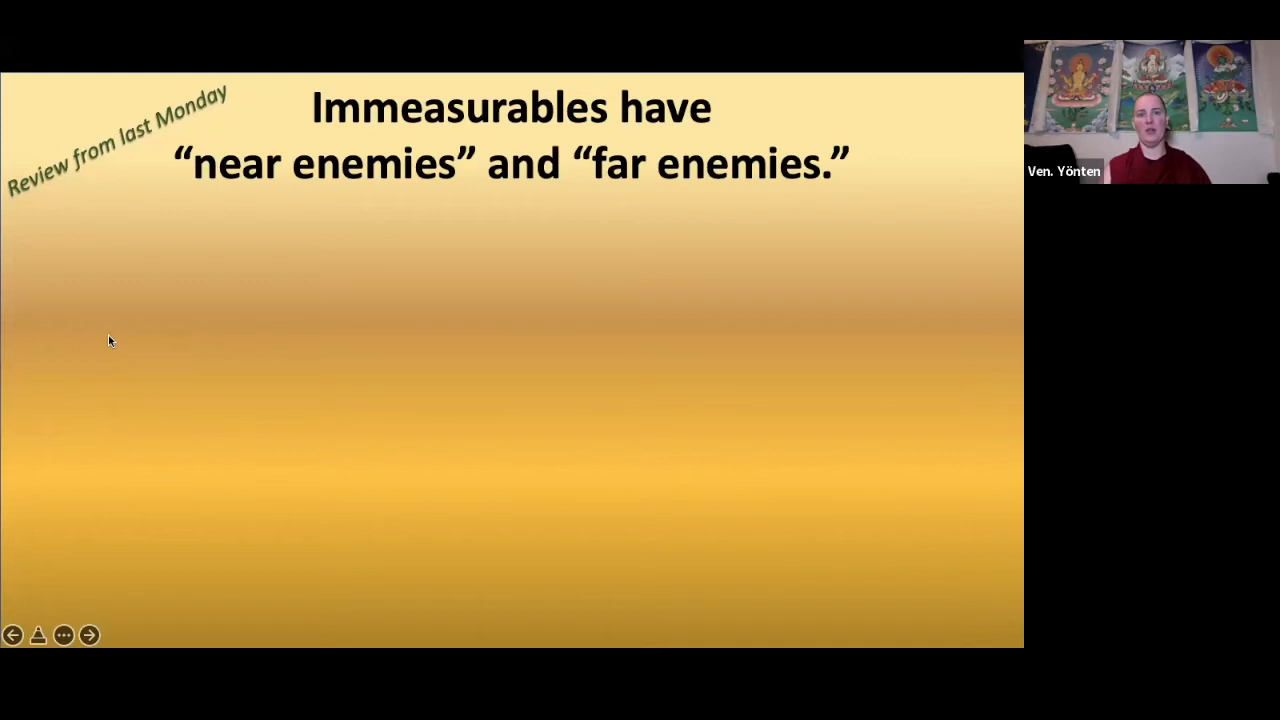 Review from last Monday
Immeasurables have
“near enemies” and “far enemies.”
Ven. Yönten